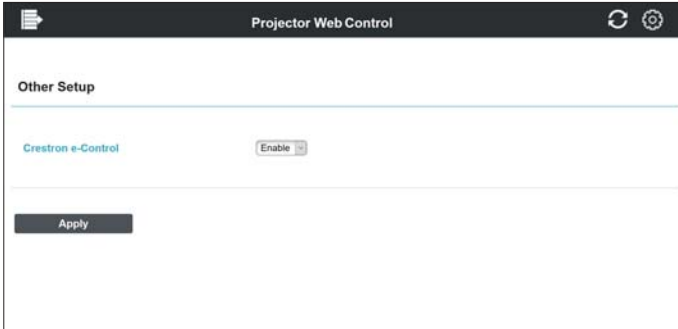 Projector Web Control
Other Setup
Crestron e-Control
Enable
Apply